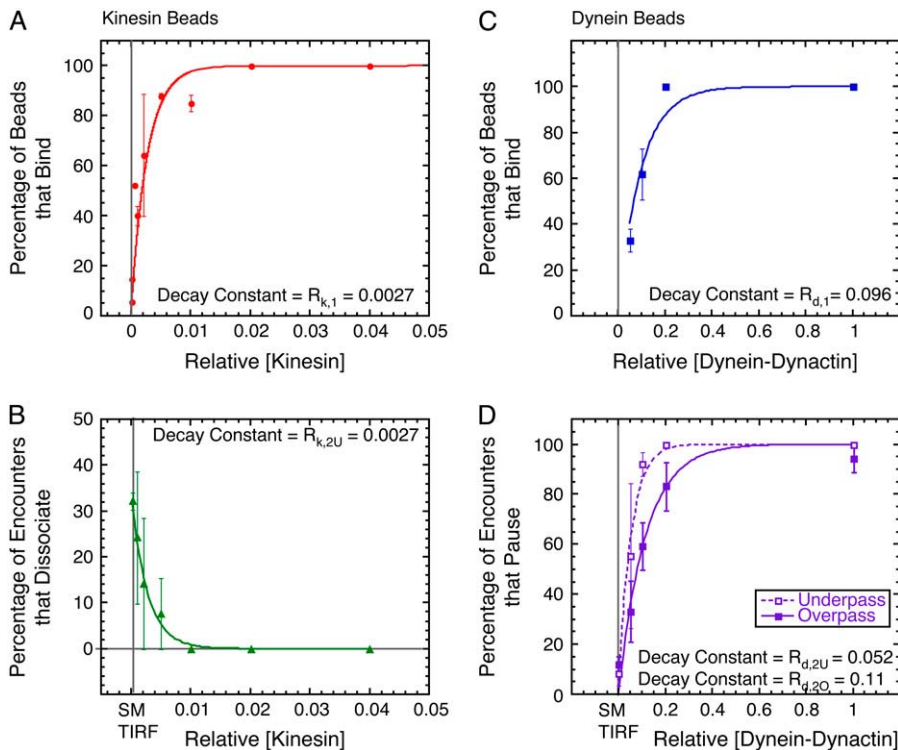 A
Kinesin Beads
Percentage of Beads
that Bind
100
80
60
40
20
0
Decay Constant = R_k,1 = 0.0027
0 0.01 0.02 0.03 0.04 0.05
Relative [Kinesin]
B
Percentage of Encounters
that Dissociate
50
40
30
20
10
0
Decay Constant = R_k,2U = 0.0027
SM
TIRF
0.01 0.02 0.03 0.04 0.05
Relative [Kinesin]
C
Dynein Beads
Percentage of Beads
that Bind
100
80
60
40
20
0
Decay Constant = R_d,1 = 0.096
0 0.2 0.4 0.6 0.8 1
Relative [Dynein-Dynactin]
D
Percentage of Encounters
that Pause
100
80
60
40
20
0
Underpass
Overpass
Decay Constant = R_d,2U = 0.052
Decay Constant = R_d,2O = 0.11
SM
TIRF
0.2 0.4 0.6 0.8 1
Relative [Dynein-Dynactin]